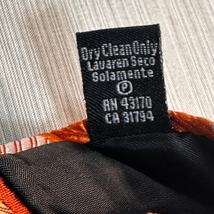 Dry Clean Only
Lavaren Seco
Solamente
P
RN 43170
CA 31794